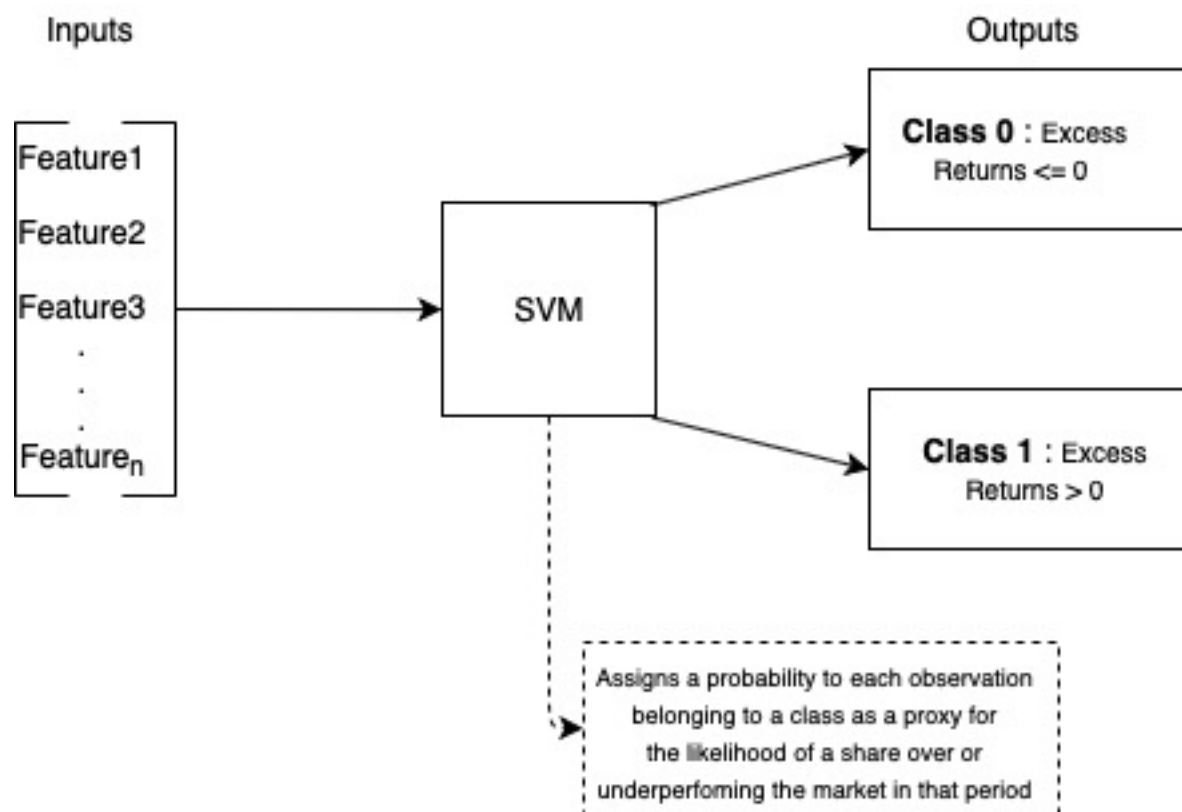 Inputs
Outputs
Feature1
Feature2
Feature3
.
.
.
Featureₙ
SVM
Class 0 : Excess
Returns <= 0
Class 1 : Excess
Returns > 0
Assigns a probability to each observation
belonging to a class as a proxy for
the likelihood of a share over or
underperfoming the market in that period